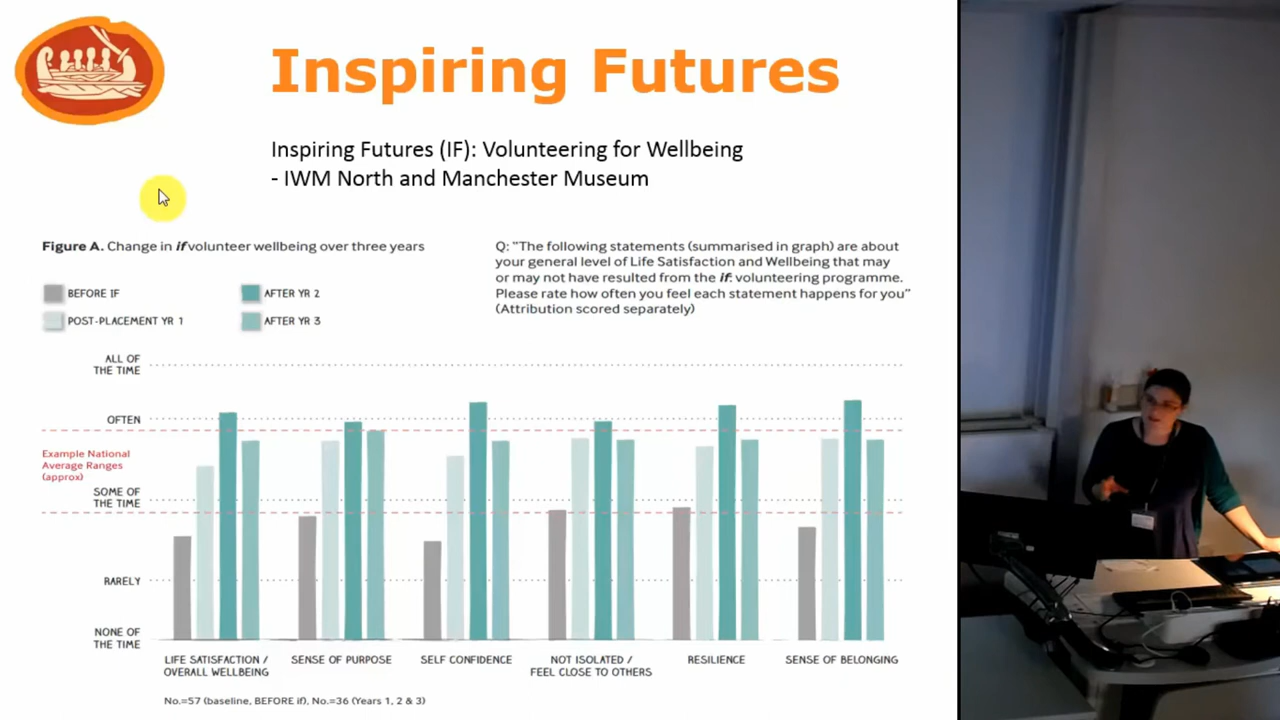 Inspiring Futures
Inspiring Futures (IF): Volunteering for Wellbeing
- IWM North and Manchester Museum
Figure A. Change in if volunteer wellbeing over three years
BEFORE IF
AFTER YR 2
POST-PLACEMENT YR 1
AFTER YR 3
Q: "The following statements (summarised in graph) are about
your general level of Life Satisfaction and Wellbeing that may
or may not have resulted from the if: volunteering programme.
Please rate how often you feel each statement happens for you"
(Attribution scored separately)
ALL OF
THE TIME
OFTEN
Example National
Average Ranges
(approx)
SOME OF
THE TIME
RARELY
NONE OF
THE TIME
LIFE SATISFACTION /
OVERALL WELLBEING
SENSE OF PURPOSE
SELF CONFIDENCE
NOT ISOLATED /
FEEL CLOSE TO OTHERS
RESILIENCE
SENSE OF BELONGING
No.=57 (baseline, BEFORE if), No.=36 (Years 1, 2 & 3)